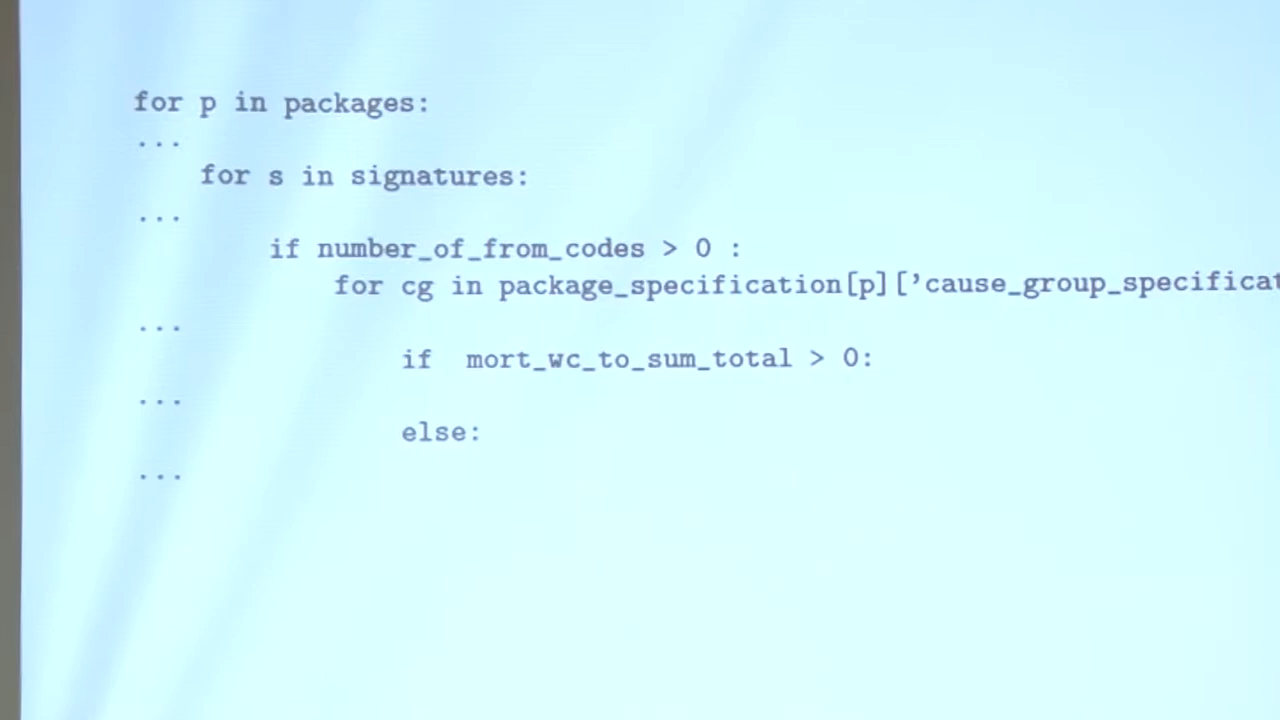 for p in packages:
...
    for s in signatures:
...
        if number_of_from_codes > 0 :
            for cg in package_specification[p]['cause_group_specificat
...
                if  mort_wc_to_sum_total > 0:
...
                else:
...